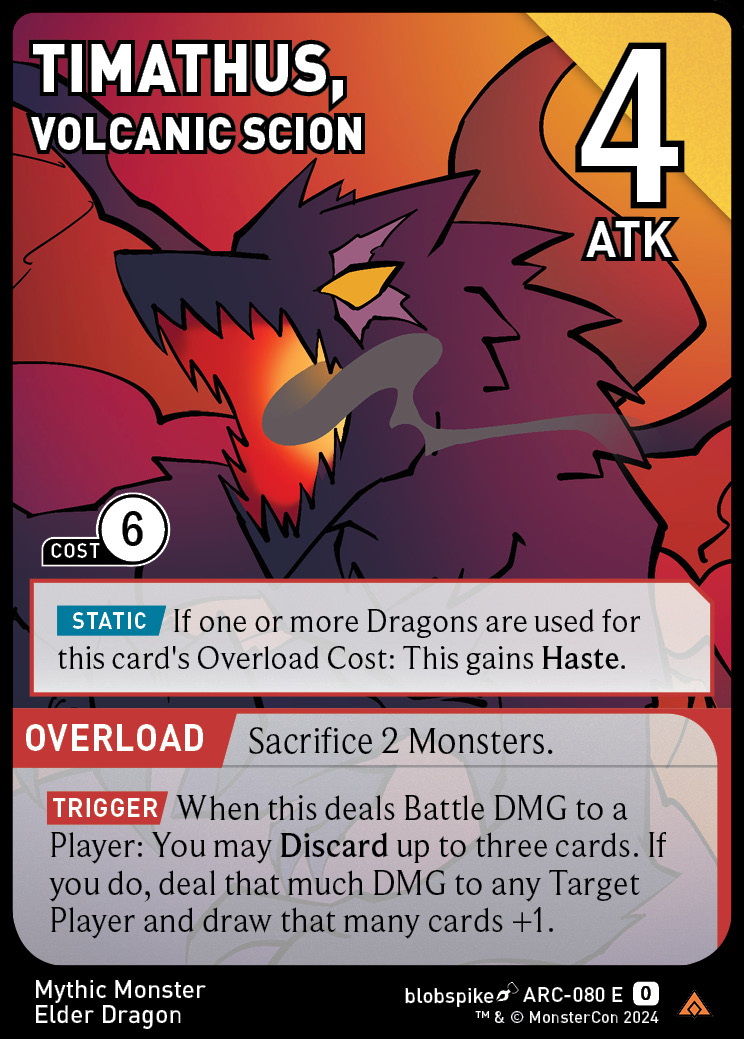 TIMATHUS,
VOLCANIC SCION
4
ATK
COST 6
STATIC If one or more Dragons are used for
this card's Overload Cost: This gains Haste.
OVERLOAD Sacrifice 2 Monsters.
TRIGGER When this deals Battle DMG to a
Player: You may Discard up to three cards. If
you do, deal that much DMG to any Target
Player and draw that many cards +1.
Mythic Monster
Elder Dragon
blobspike ARC-080 E 0
™ & © MonsterCon 2024